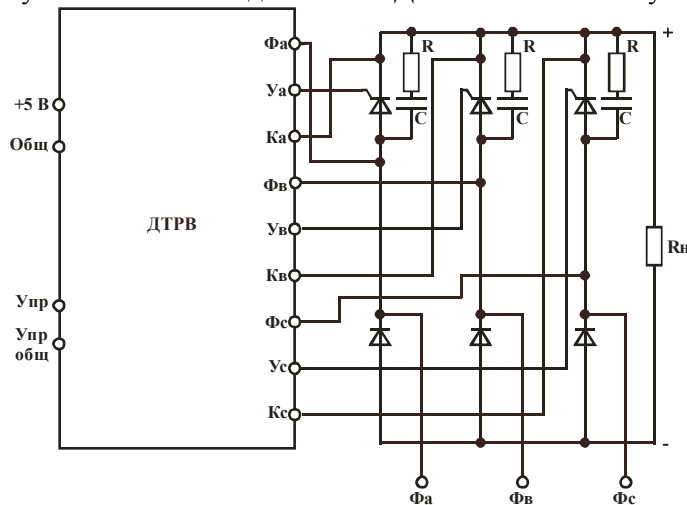 Фа
Уа
Ка
Фв
Ув
Кв
Фс
Ус
Кс
+5 В
Общ
Упр
Упр
общ
ДТРВ
R
C
R
C
R
C
+
Rн
-
Фа
Фв
Фс